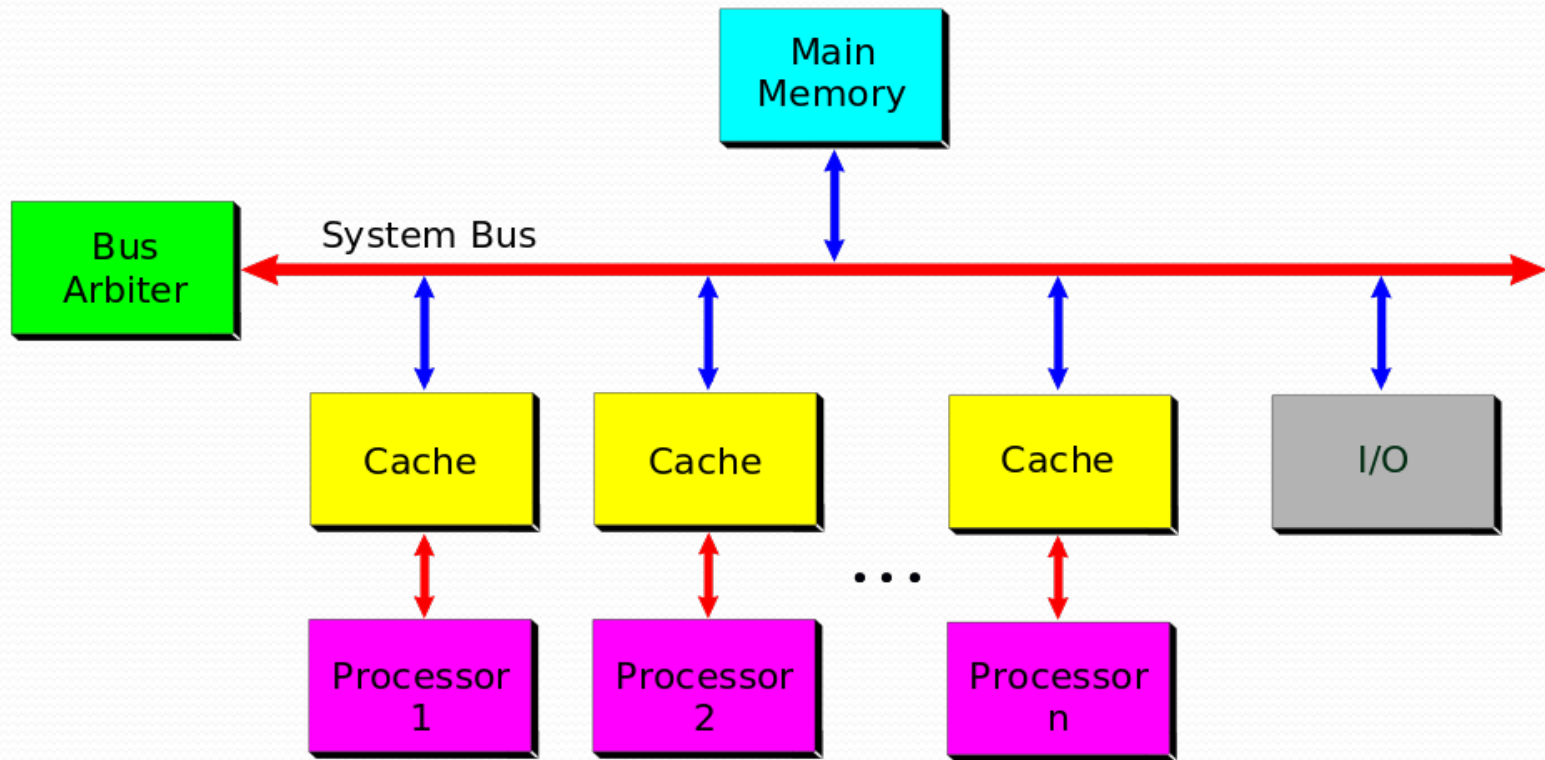 Main
Memory
Bus
Arbiter
System Bus
Cache
Cache
Cache
I/O
...
Processor
1
Processor
2
Processor
n